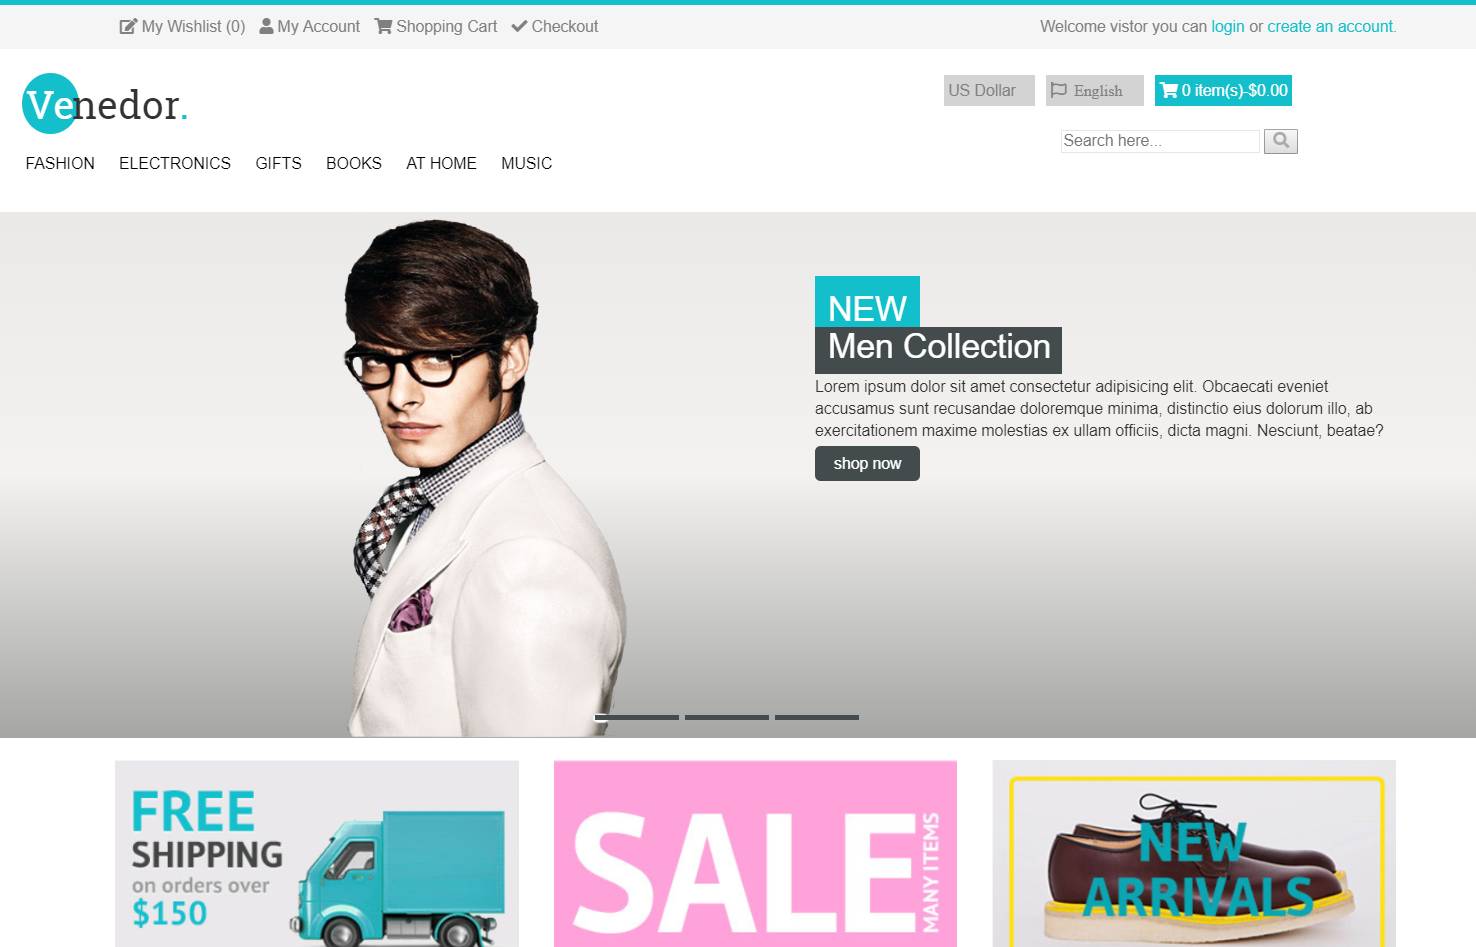 My Wishlist (0) My Account Shopping Cart Checkout
Welcome vistor you can login or create an account.
Venedor.
US Dollar
English
0 item(s)-$0.00
Search here...
FASHION ELECTRONICS GIFTS BOOKS AT HOME MUSIC
NEW
Men Collection
Lorem ipsum dolor sit amet consectetur adipisicing elit. Obcaecati eveniet
accusamus sunt recusandae doloremque minima, distinctio eius dolorum illo, ab
exercitationem maxime molestias ex ullam officiis, dicta magni. Nesciunt, beatae?
shop now
FREE
SHIPPING
on orders over
$150
SALE
MANY ITEMS
NEW
ARRIVALS